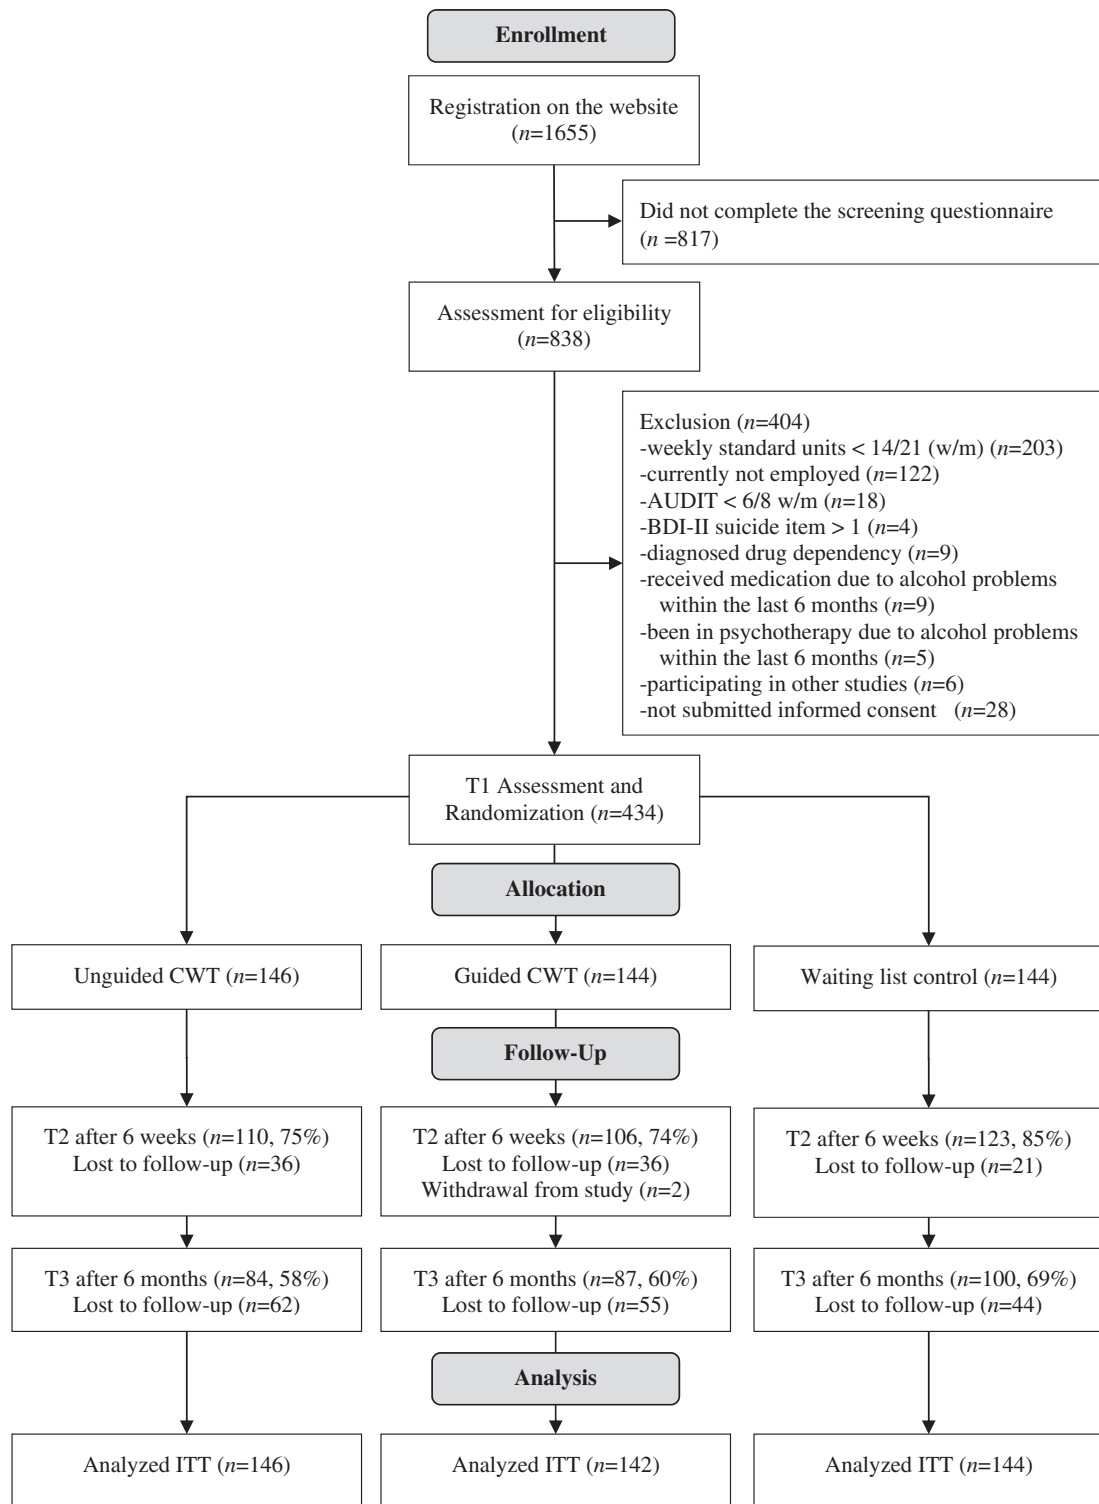 Enrollment
Registration on the website
(n=1655)
Did not complete the screening questionnaire
(n =817)
Assessment for eligibility
(n=838)
Exclusion (n=404)
-weekly standard units < 14/21 (w/m) (n=203)
-currently not employed (n=122)
-AUDIT < 6/8 w/m (n=18)
-BDI-II suicide item > 1 (n=4)
-diagnosed drug dependency (n=9)
-received medication due to alcohol problems
within the last 6 months (n=9)
-been in psychotherapy due to alcohol problems
within the last 6 months (n=5)
-participating in other studies (n=6)
-not submitted informed consent (n=28)
T1 Assessment and
Randomization (n=434)
Allocation
Unguided CWT (n=146)
Guided CWT (n=144)
Waiting list control (n=144)
Follow-Up
T2 after 6 weeks (n=110, 75%)
Lost to follow-up (n=36)
T2 after 6 weeks (n=106, 74%)
Lost to follow-up (n=36)
Withdrawal from study (n=2)
T2 after 6 weeks (n=123, 85%)
Lost to follow-up (n=21)
T3 after 6 months (n=84, 58%)
Lost to follow-up (n=62)
T3 after 6 months (n=87, 60%)
Lost to follow-up (n=55)
T3 after 6 months (n=100, 69%)
Lost to follow-up (n=44)
Analysis
Analyzed ITT (n=146)
Analyzed ITT (n=142)
Analyzed ITT (n=144)